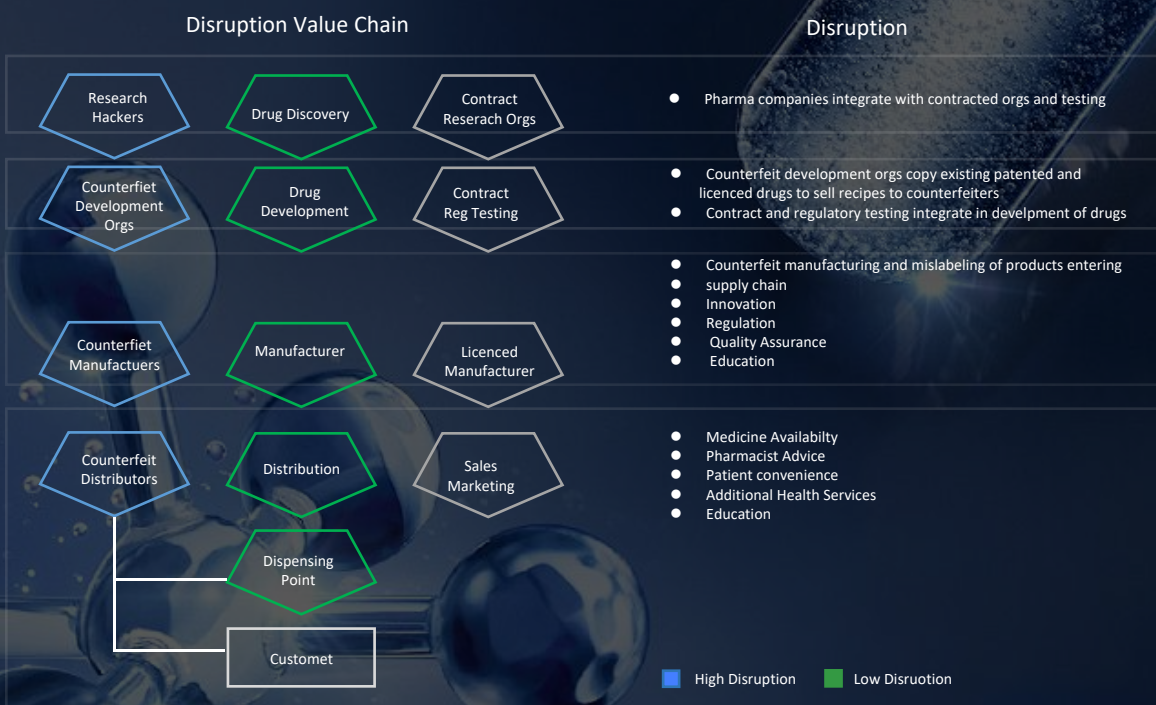 Disruption Value Chain
Disruption
Research
Hackers
Drug Discovery
Contract
Reserach Orgs
Pharma companies integrate with contracted orgs and testing
Counterfiet
Development
Orgs
Drug
Development
Contract
Reg Testing
Counterfeit development orgs copy existing patented and
licenced drugs to sell recipes to counterfeiters
Contract and regulatory testing integrate in develpment of drugs
Counterfiet
Manufactuers
Manufacturer
Licenced
Manufacturer
Counterfeit manufacturing and mislabeling of products entering
supply chain
Innovation
Regulation
Quality Assurance
Education
Counterfeit
Distributors
Distribution
Sales
Marketing
Dispensing
Point
Customet
Medicine Availabilty
Pharmacist Advice
Patient convenience
Additional Health Services
Education
High Disruption
Low Disruotion